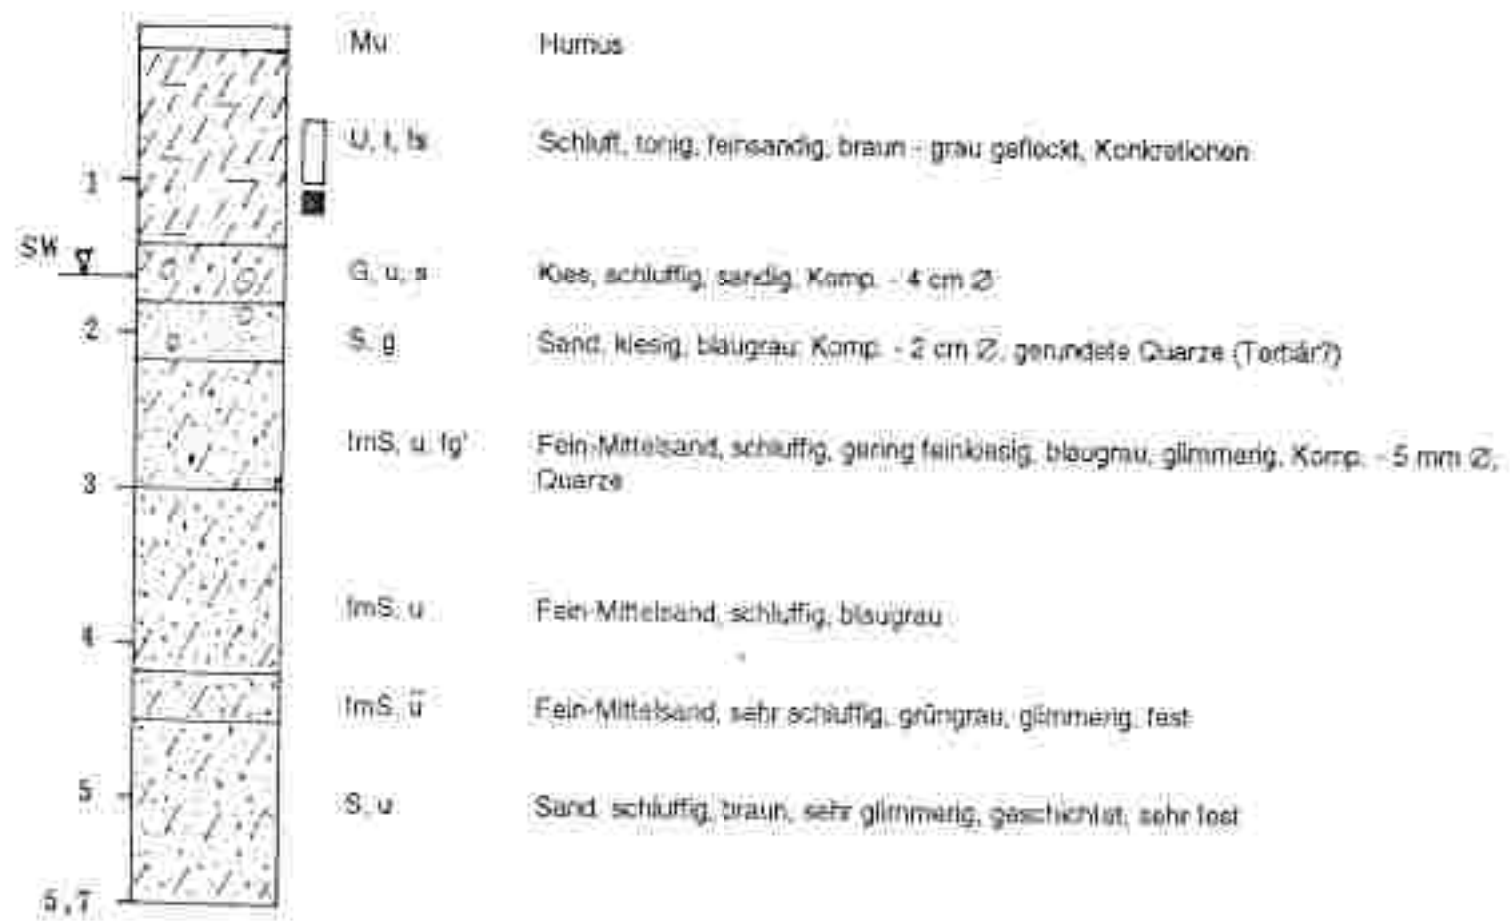 Mu Humus
U, t, fs Schluff, tonig, feinsandig, braun - grau gefleckt, Konkretionen
1
SW
G, u, s Kies, schluffig, sandig, Komp. - 4 cm Ø
2 S, g Sand, kiesig, blaugrau, Komp. - 2 cm Ø, gerundete Quarze (Tertiär?)
fmS, u, fg' Fein-Mittelsand, schluffig, gering feinkiesig, blaugrau, glimmerig, Komp. - 5 mm Ø,
3 Quarze
fmS, u Fein-Mittelsand, schluffig, blaugrau
4
fmS, ü Fein-Mittelsand, sehr schluffig, grüngrau, glimmerig, fest
5 S, u Sand, schluffig, braun, sehr glimmerig, geschichtet, sehr fest
5,7